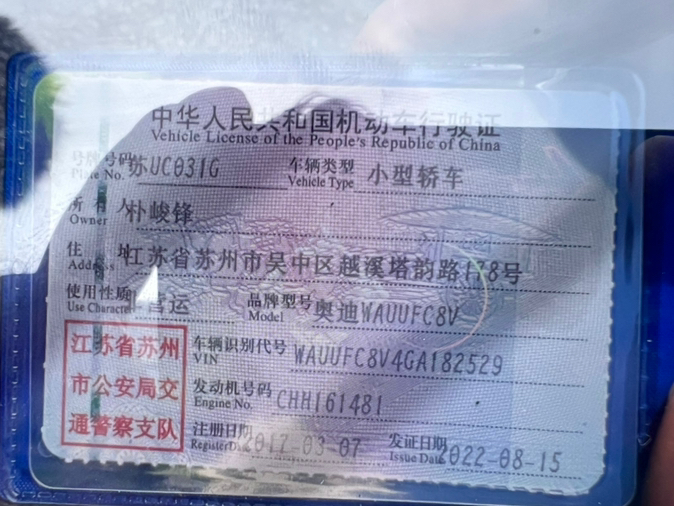 中华人民共和国机动车行驶证
Vehicle License of the People's Republic of China
号牌号码 苏UC031G 车辆类型 小型轿车
Plate No. Vehicle Type
所有人 朴峻锋
Owner
住 址 江苏省苏州市吴中区越溪塔韵路178号
Address
使用性质 营运 品牌型号 奥迪WAUUFC8V
Use Character Model
江苏省苏州
市公安局交
通警察支队
车辆识别代号 WAUUFC8V4GA182529
VIN
发动机号码 CHH161481
Engine No.
注册日期 2017-03-07 发证日期 2022-08-15
Register Date Issue Date